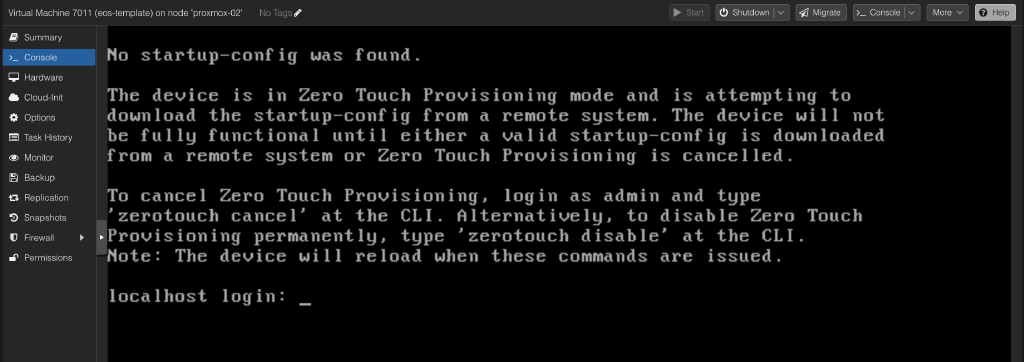 Virtual Machine 7011 (eos-template) on node 'proxmox-02'
No Tags
Start
Shutdown
Migrate
>_ Console
More
Help
Summary
>_ Console
Hardware
Cloud-Init
Options
Task History
Monitor
Backup
Replication
Snapshots
Firewall
Permissions
No startup-config was found.
The device is in Zero Touch Provisioning mode and is attempting to
download the startup-config from a remote system. The device will not
be fully functional until either a valid startup-config is downloaded
from a remote system or Zero Touch Provisioning is cancelled.
To cancel Zero Touch Provisioning, login as admin and type
'zerotouch cancel' at the CLI. Alternatively, to disable Zero Touch
Provisioning permanently, type 'zerotouch disable' at the CLI.
Note: The device will reload when these commands are issued.
localhost login: _